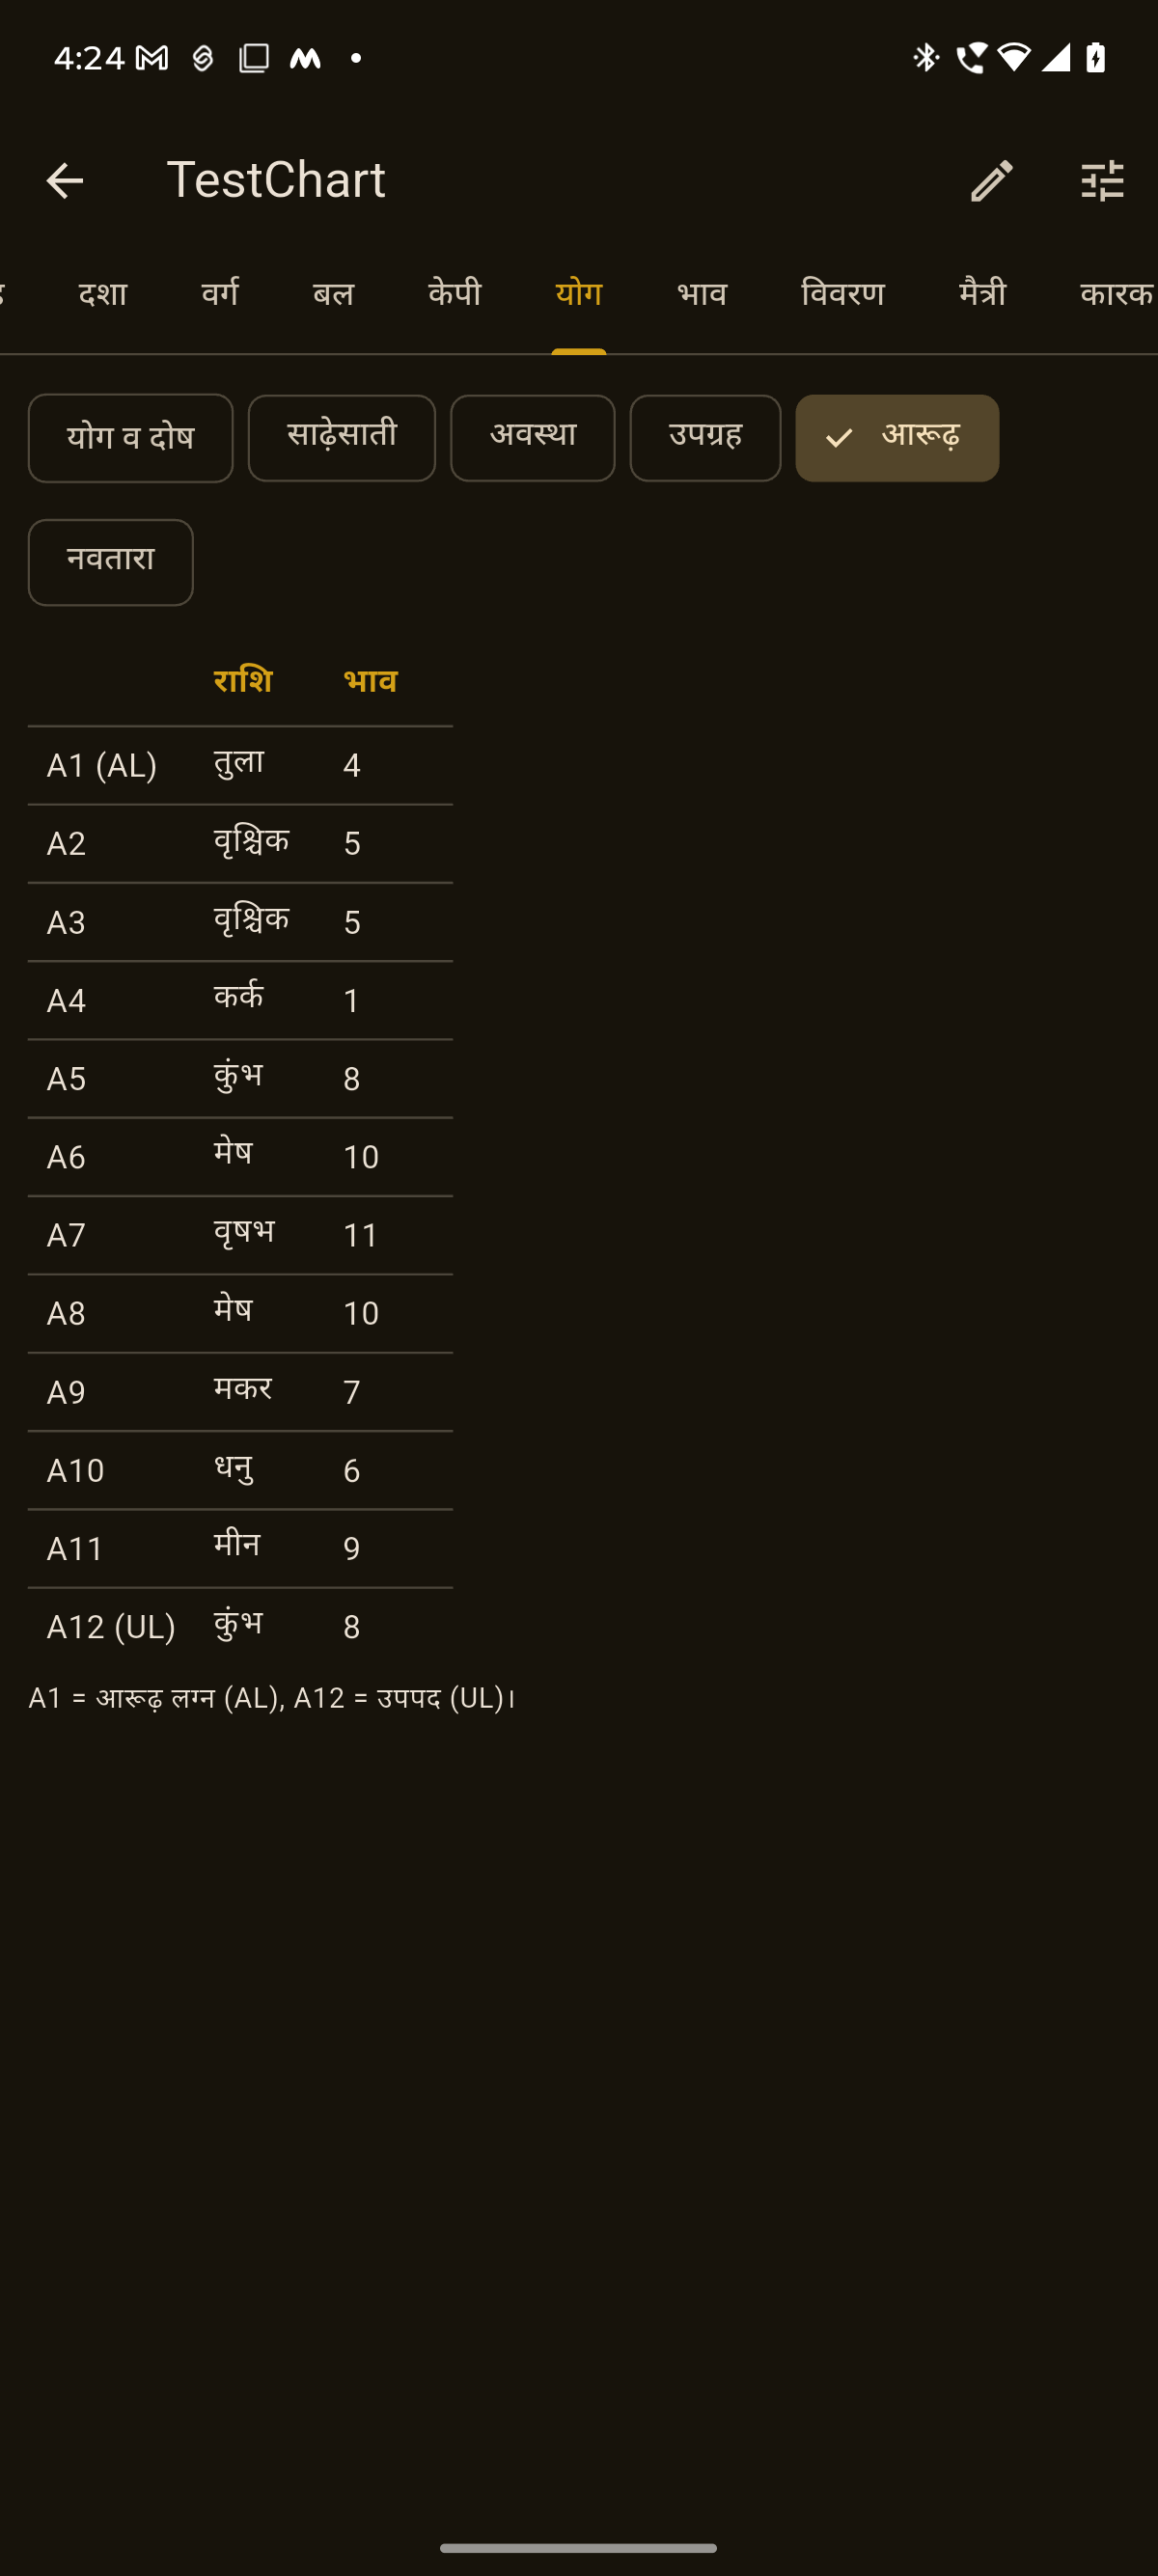 4:24
TestChart
दशा वर्ग बल केपी योग भाव विवरण मैत्री कारक
योग व दोष साढ़ेसाती अवस्था उपग्रह आरूढ़
नवतारा
राशि भाव
A1 (AL) तुला 4
A2 वृश्चिक 5
A3 वृश्चिक 5
A4 कर्क 1
A5 कुंभ 8
A6 मेष 10
A7 वृषभ 11
A8 मेष 10
A9 मकर 7
A10 धनु 6
A11 मीन 9
A12 (UL) कुंभ 8
A1 = आरूढ़ लग्न (AL), A12 = उपपद (UL)।